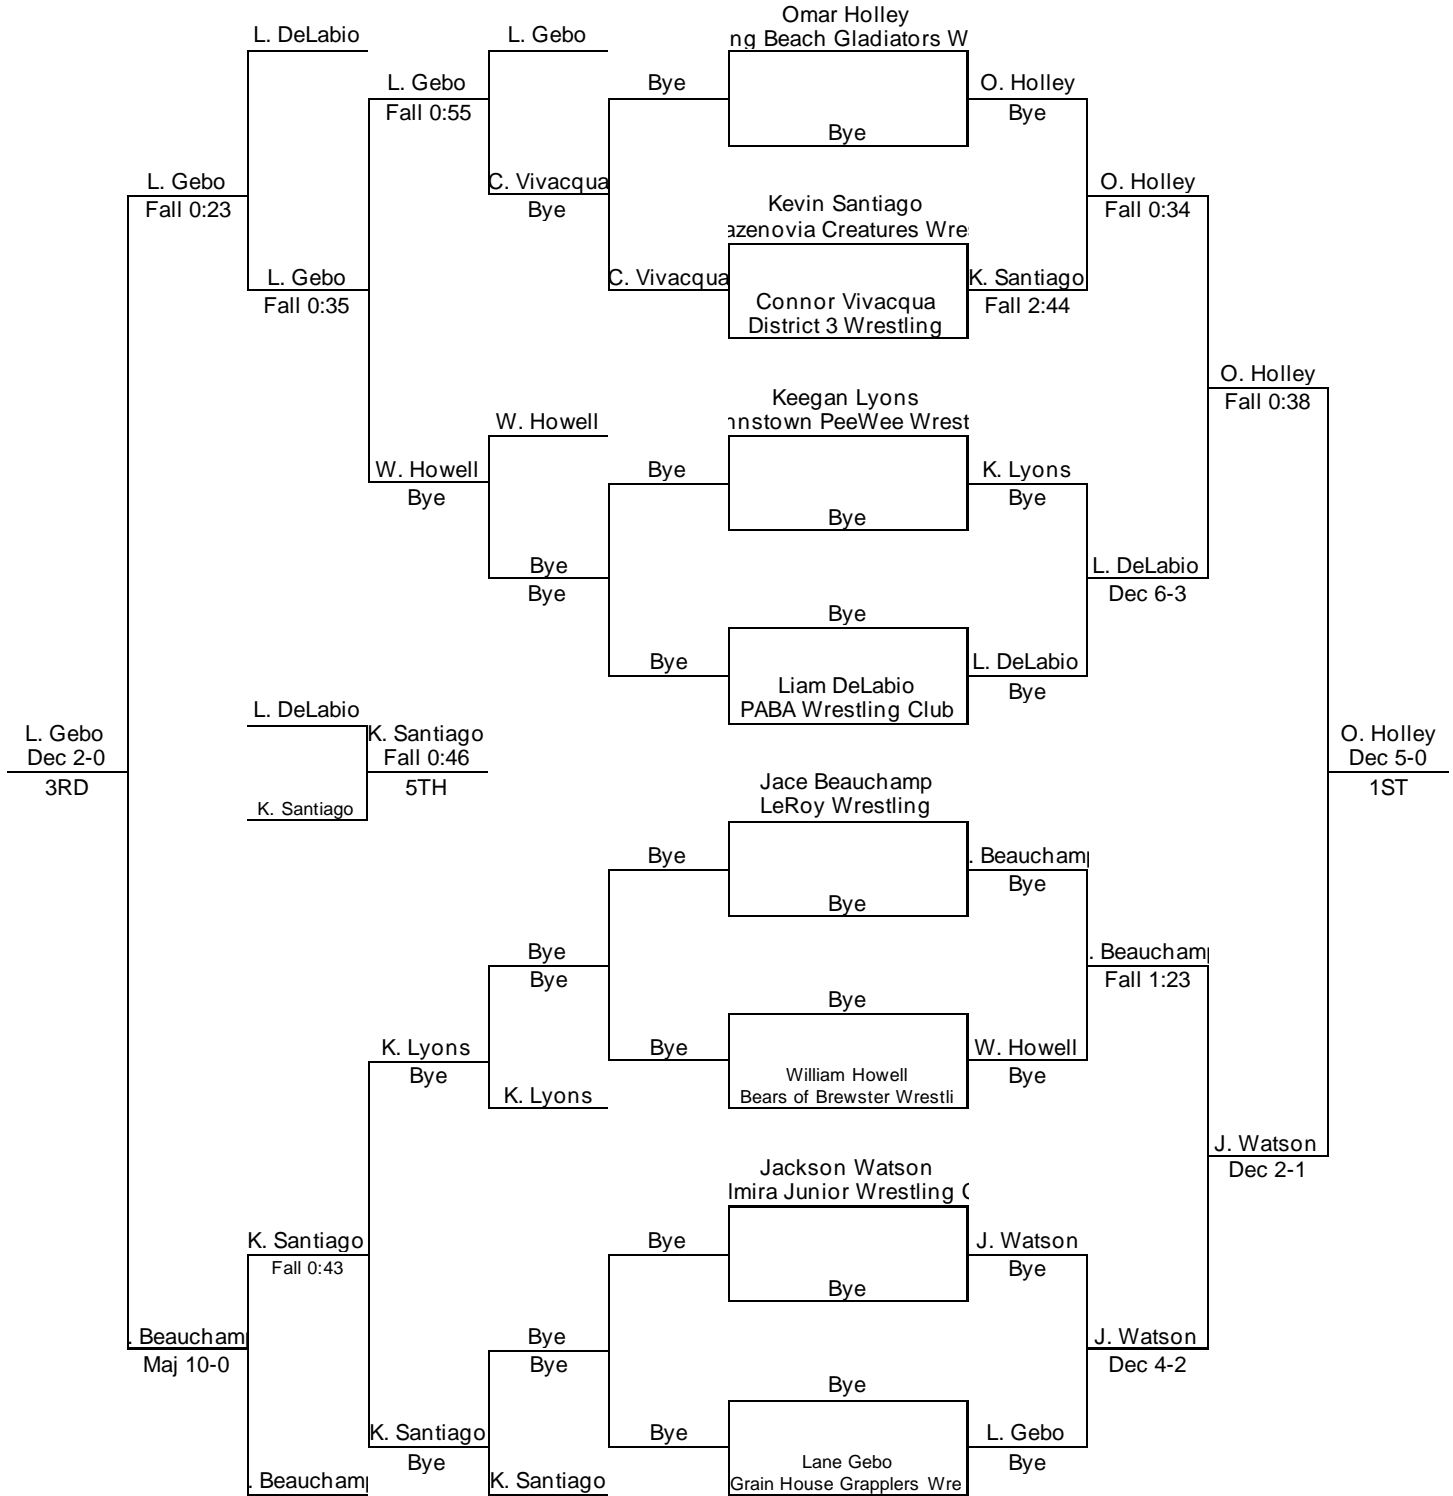 Omar Holley
ng Beach Gladiators W
L. DeLabio
L. Gebo
L. Gebo
Fall 0:55
Bye
O. Holley
Bye
Bye
L. Gebo
Fall 0:23
C. Vivacqua
Bye
O. Holley
Fall 0:34
Kevin Santiago
azenovia Creatures Wre
L. Gebo
Fall 0:35
C. Vivacqua
K. Santiago
Fall 2:44
Connor Vivacqua
District 3 Wrestling
O. Holley
Fall 0:38
Keegan Lyons
nnstown PeeWee Wrest
W. Howell
W. Howell
Bye
Bye
K. Lyons
Bye
Bye
Bye
Bye
L. DeLabio
Dec 6-3
Bye
Bye
L. DeLabio
Bye
Liam DeLabio
PABA Wrestling Club
L. DeLabio
L. Gebo
Dec 2-0
3RD
K. Santiago
Fall 0:46
5TH
K. Santiago
O. Holley
Dec 5-0
1ST
Jace Beauchamp
LeRoy Wrestling
Bye
. Beaucham
Bye
Bye
Bye
Bye
. Beaucham
Fall 1:23
Bye
K. Lyons
Bye
Bye
W. Howell
Bye
William Howell
Bears of Brewster Wrestli
K. Lyons
J. Watson
Dec 2-1
Jackson Watson
lmira Junior Wrestling C
K. Santiago
Fall 0:43
Bye
J. Watson
Bye
Bye
. Beaucham
Maj 10-0
Bye
Bye
J. Watson
Dec 4-2
Bye
K. Santiago
Bye
Bye
L. Gebo
Bye
Lane Gebo
Grain House Grapplers Wre
. Beaucham
K. Santiago